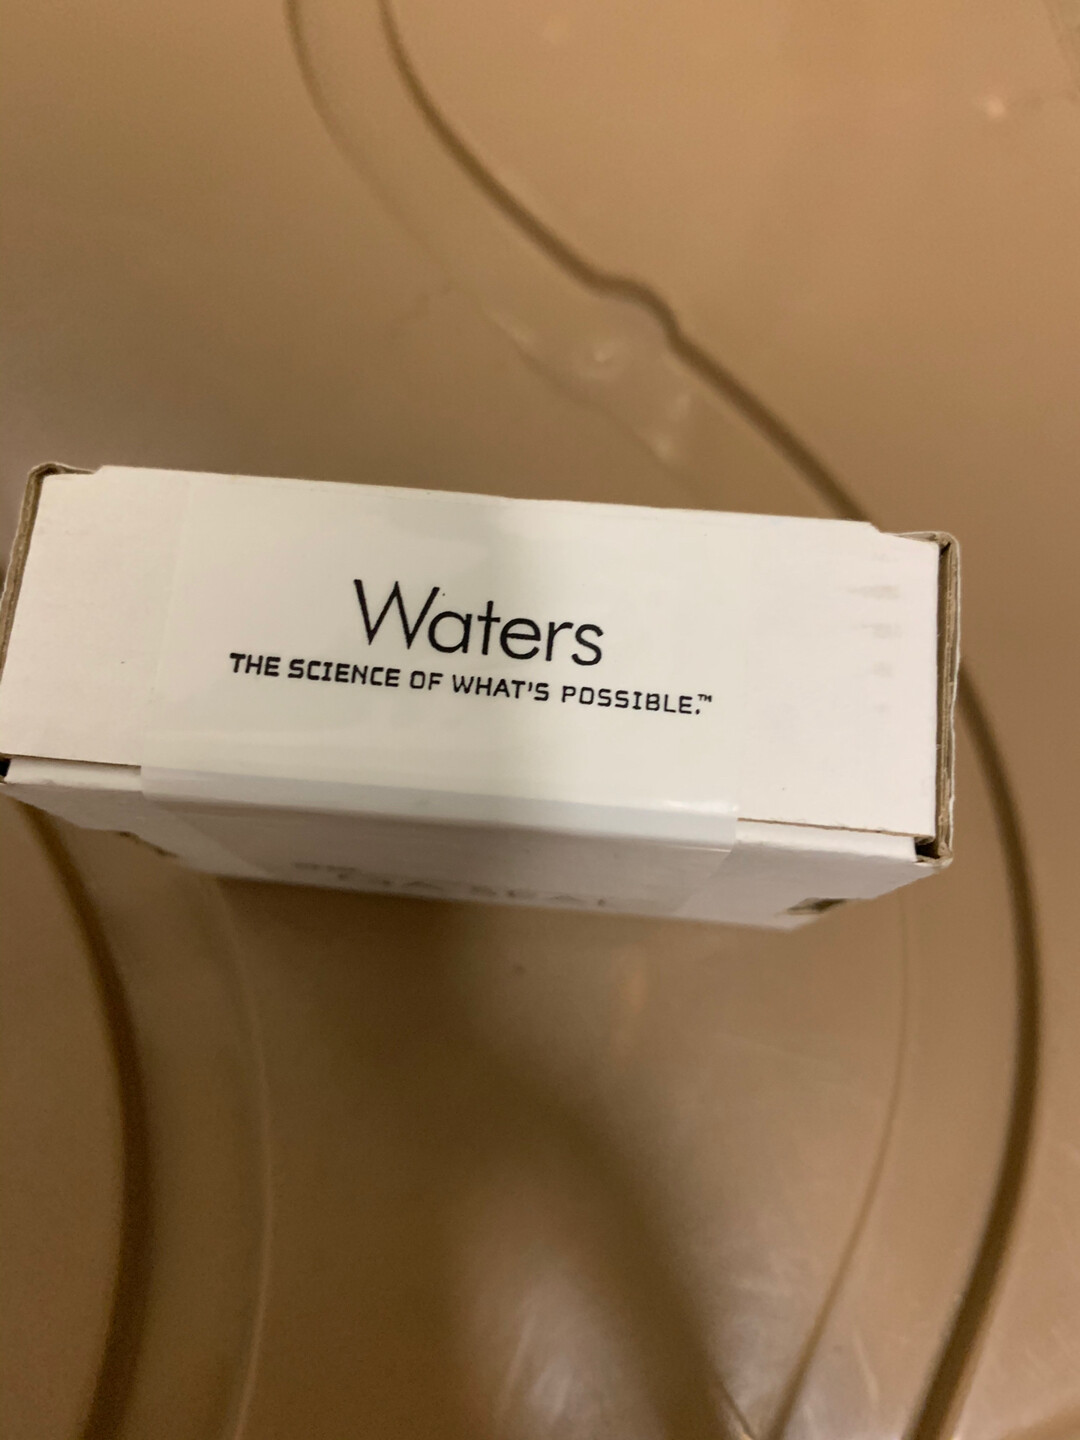 Waters
THE SCIENCE OF WHAT'S POSSIBLE.™